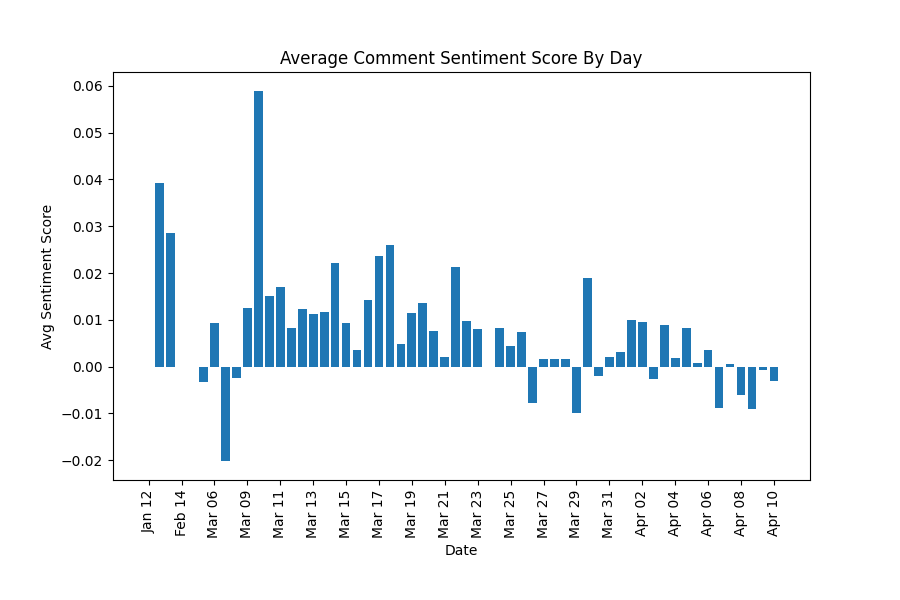 Average Comment Sentiment Score By Day
0.06
0.05
0.04
0.03
0.02
0.01
0.00
−0.01
−0.02
Avg Sentiment Score
Jan 12
Feb 14
Mar 06
Mar 09
Mar 11
Mar 13
Mar 15
Mar 17
Mar 19
Mar 21
Mar 23
Mar 25
Mar 27
Mar 29
Mar 31
Apr 02
Apr 04
Apr 06
Apr 08
Apr 10
Date